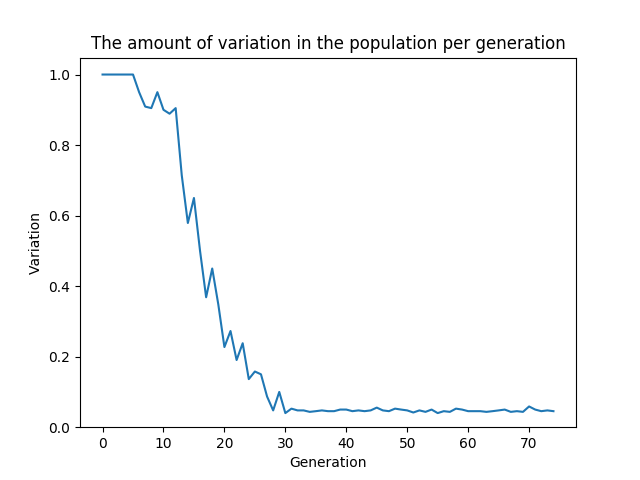 The amount of variation in the population per generation
1.0
0.8
0.6
0.4
0.2
0.0
Variation
0 10 20 30 40 50 60 70
Generation